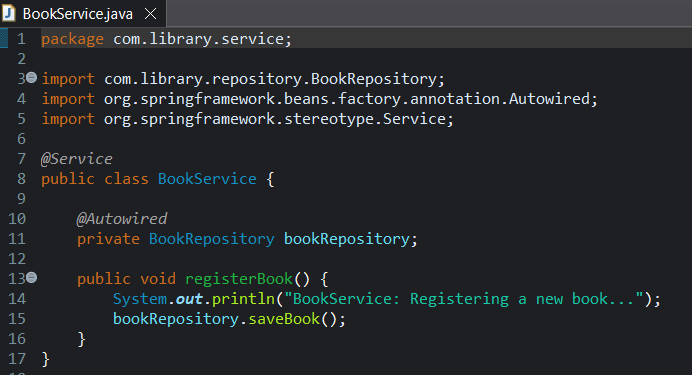 BookService.java
1 package com.library.service;
2
3 import com.library.repository.BookRepository;
4 import org.springframework.beans.factory.annotation.Autowired;
5 import org.springframework.stereotype.Service;
6
7 @Service
8 public class BookService {
9
10     @Autowired
11     private BookRepository bookRepository;
12
13     public void registerBook() {
14         System.out.println("BookService: Registering a new book...");
15         bookRepository.saveBook();
16     }
17 }